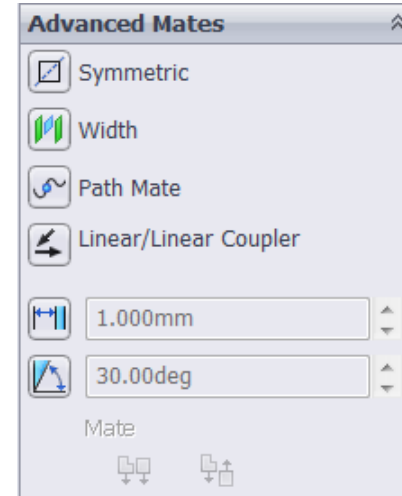 Advanced Mates
Symmetric
Width
Path Mate
Linear/Linear Coupler
1.000mm
30.00deg
Mate